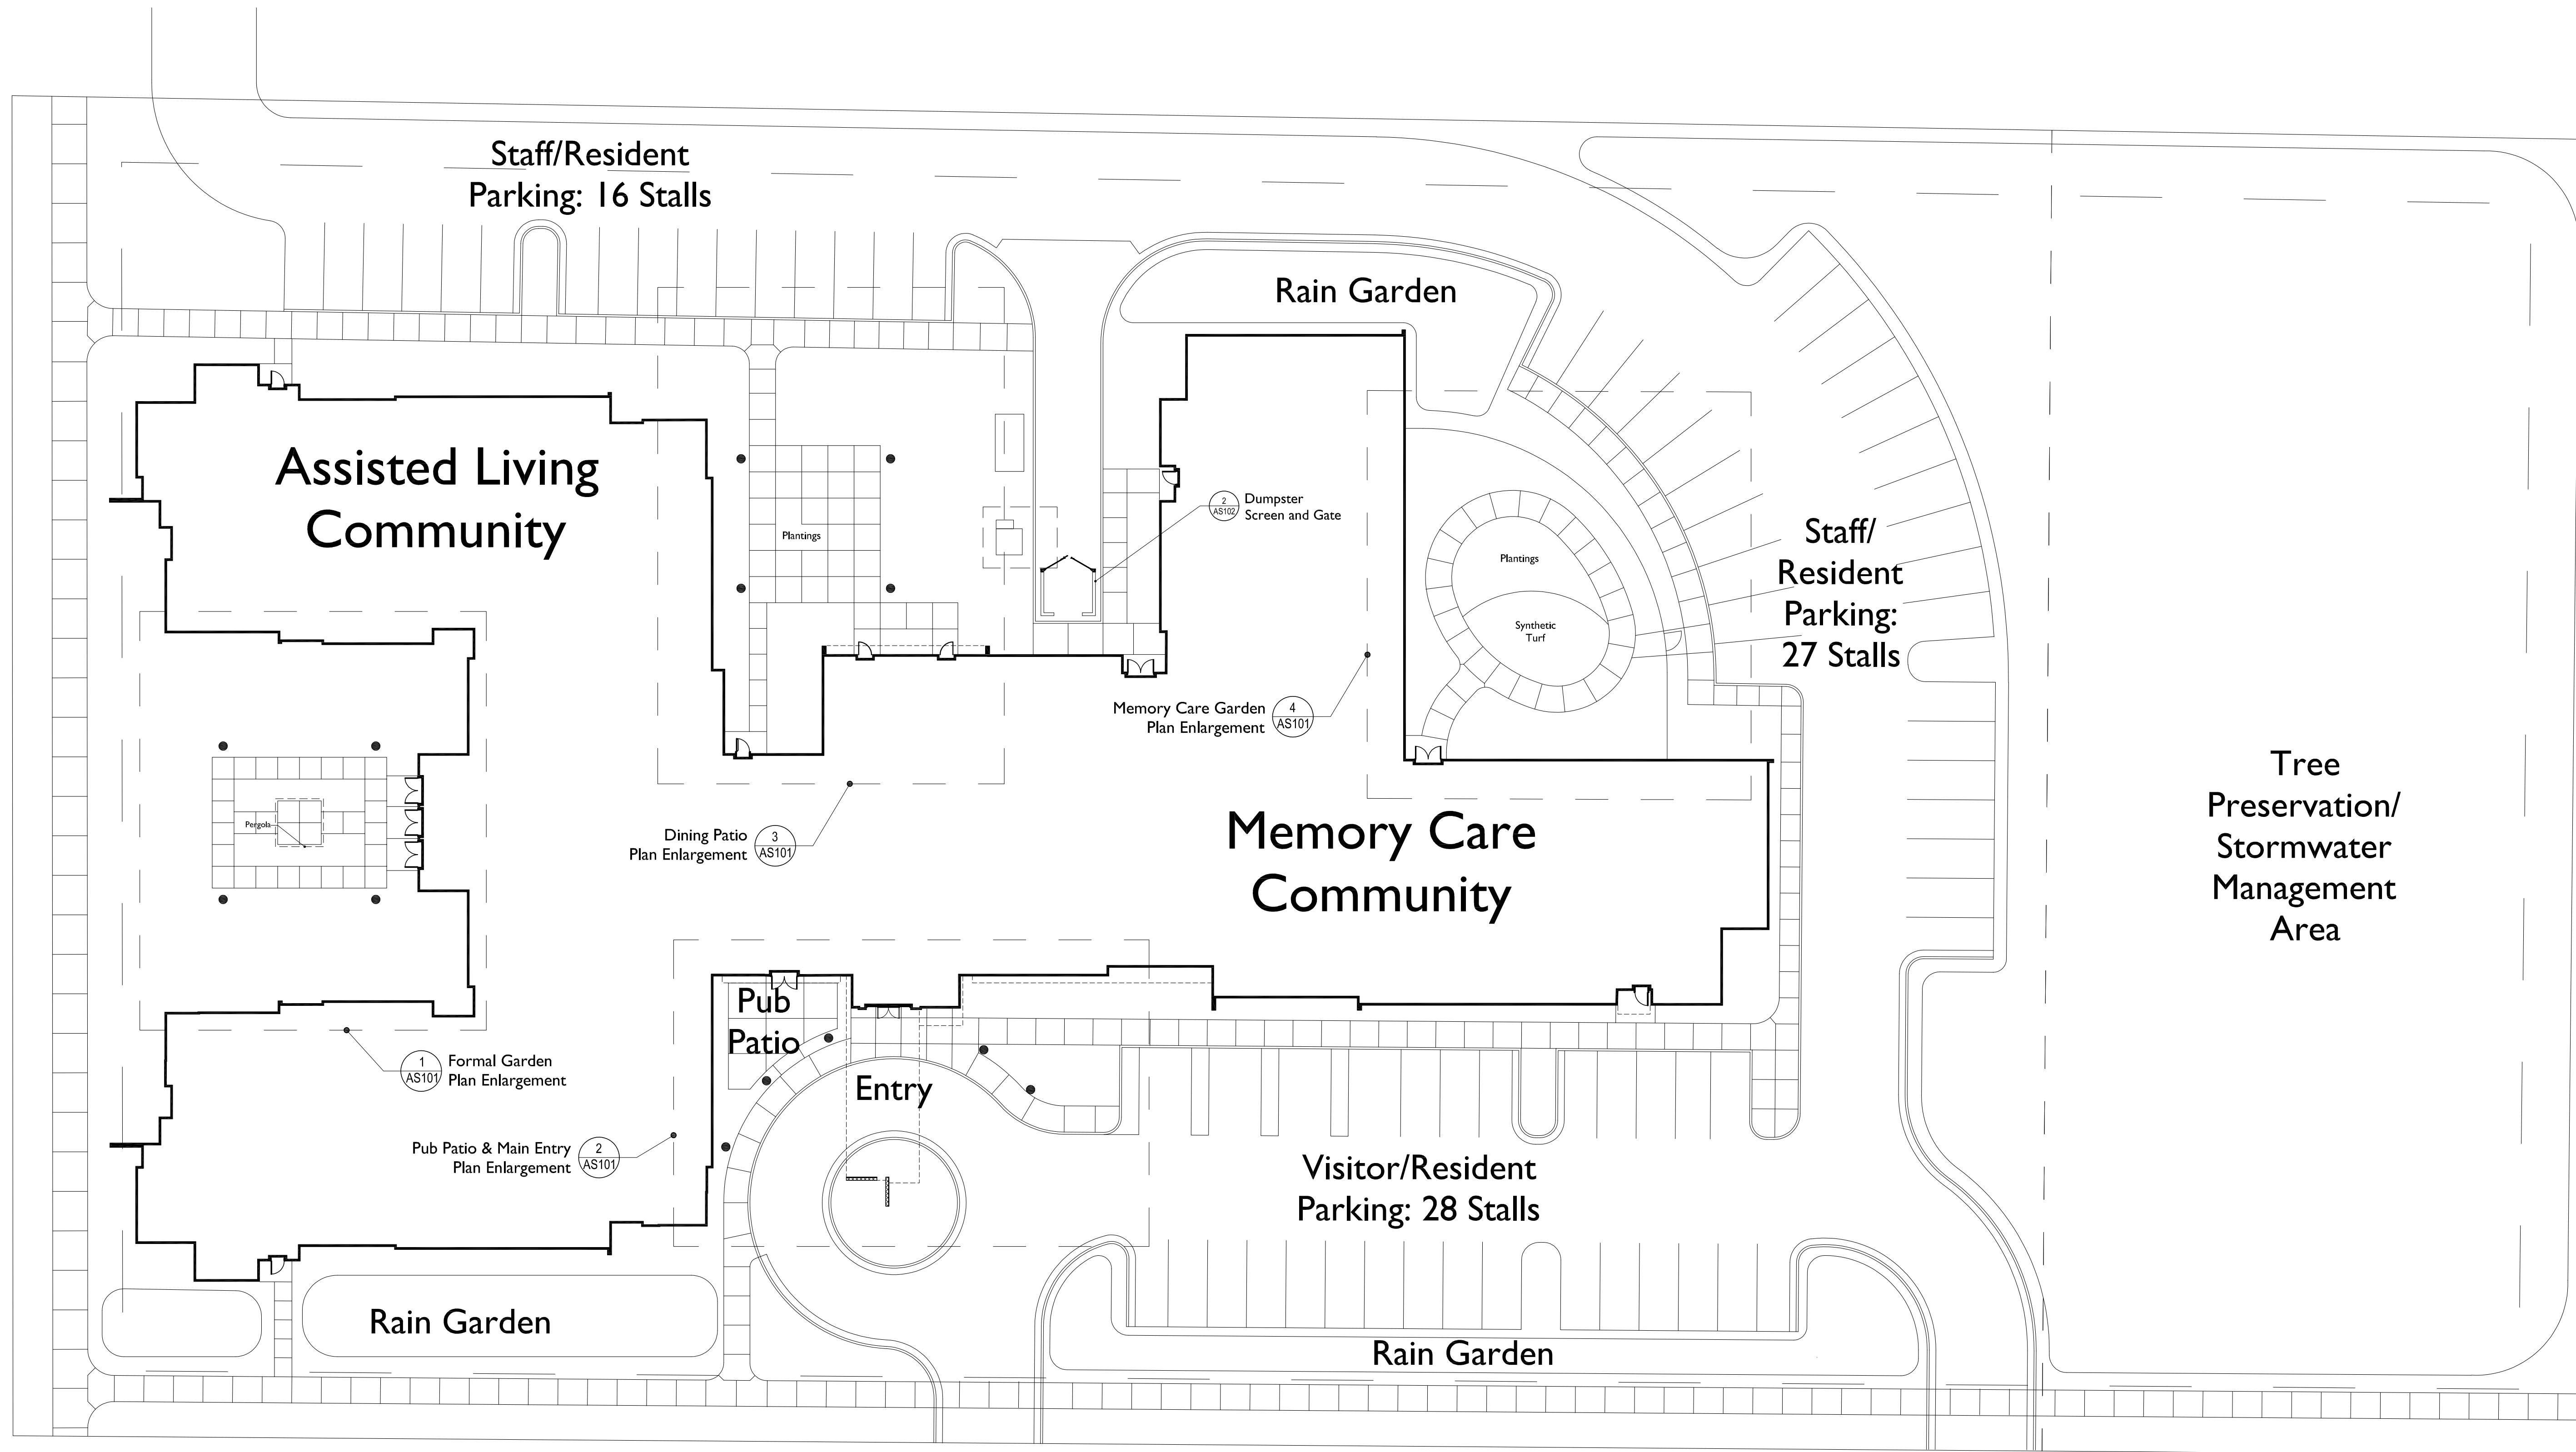 Staff/Resident
Parking: 16 Stalls
Rain Garden
Assisted Living
Community
Plantings
2
AS102
Dumpster
Screen and Gate
Plantings
Synthetic
Turf
Staff/
Resident
Parking:
27 Stalls
Memory Care Garden
Plan Enlargement
4
AS101
Pergola
Dining Patio
Plan Enlargement
3
AS101
Memory Care
Community
Tree
Preservation/
Stormwater
Management
Area
Pub
Patio
Entry
1
AS101
Formal Garden
Plan Enlargement
Pub Patio & Main Entry
Plan Enlargement
2
AS101
Visitor/Resident
Parking: 28 Stalls
Rain Garden
Rain Garden